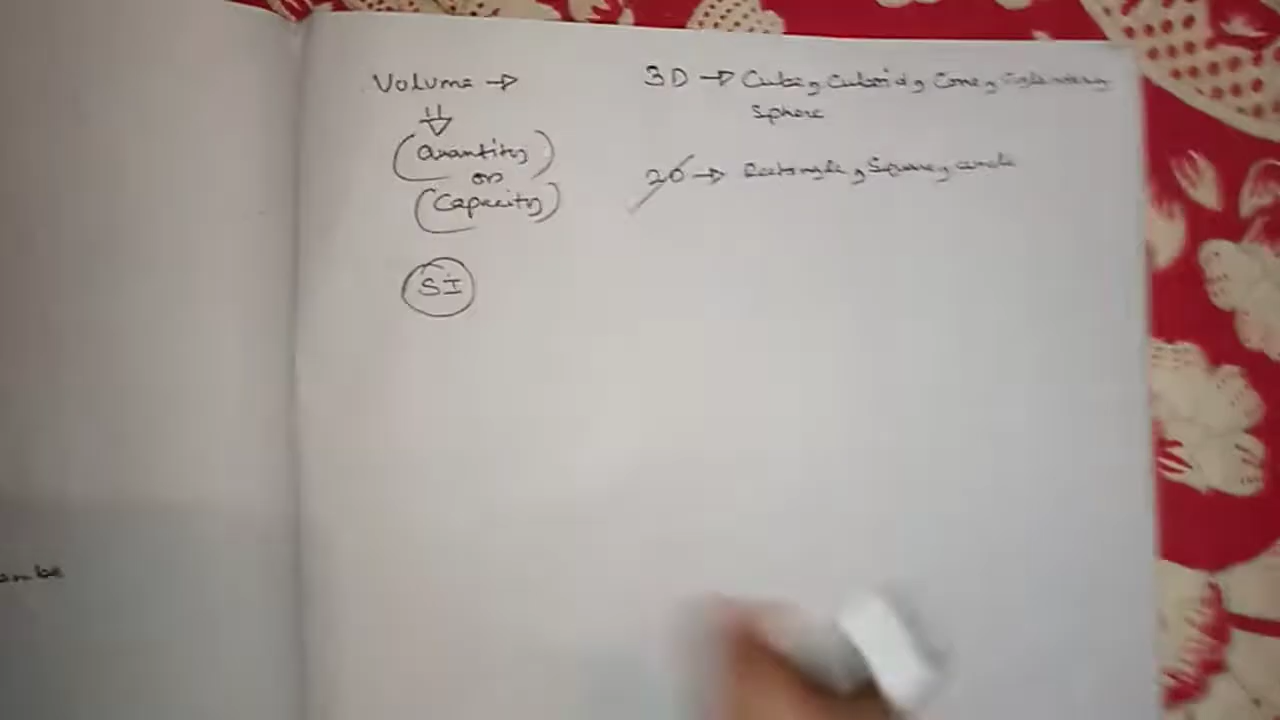 Volume →
(Quantity)
or
(Capacity)
SI
3D → Cube, Cuboid, Cone,
Sphere
2D → Rectangle, Square, circle